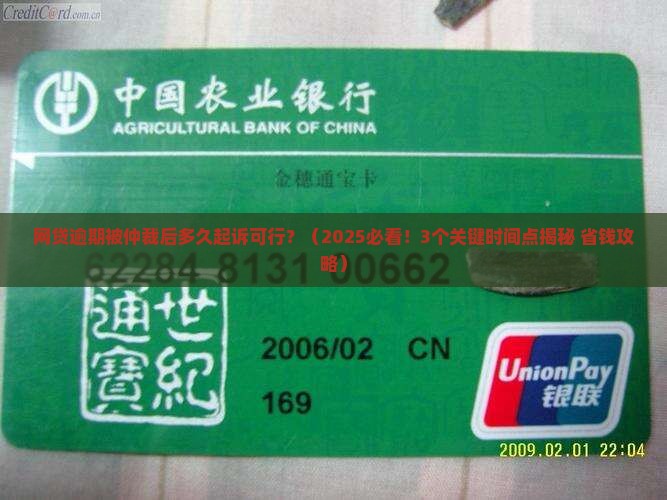 CreditCard.com.cn
中国农业银行
AGRICULTURAL BANK OF CHINA
金穗通宝卡
网贷逾期被仲裁后多久起诉可行？（2025必看！3个关键时间点揭秘 省钱攻
略）
62284 8131 00662
世紀
通寶
2006/02 CN
169
UnionPay
银联
2009.02.01 22:04